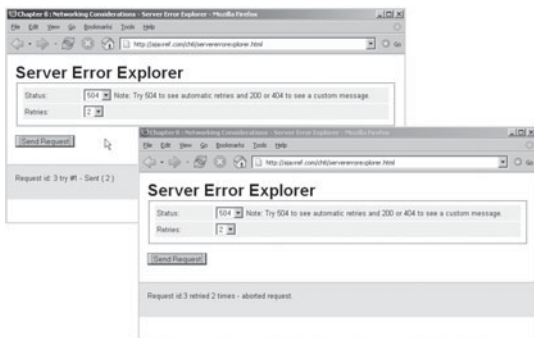 Chapter 8 : Networking Considerations - Server Error Explorer - Mozilla Firefox
File Edit View Go Bookmarks Tools Help
http://ajaxref.com/ch6/servererrorexplorer.html
Go
Server Error Explorer
Status: 504 Note: Try 504 to see automatic retries and 200 or 404 to see a custom message.
Retries: 2
Send Request
Request id: 3 try #1 - Sent ( 2 )
Chapter 8 : Networking Considerations - Server Error Explorer - Mozilla Firefox
File Edit View Go Bookmarks Tools Help
http://ajaxref.com/ch6/servererrorexplorer.html
Go
Server Error Explorer
Status: 504 Note: Try 504 to see automatic retries and 200 or 404 to see a custom message.
Retries: 2
Send Request
Request id:3 retried 2 times - aborted request.